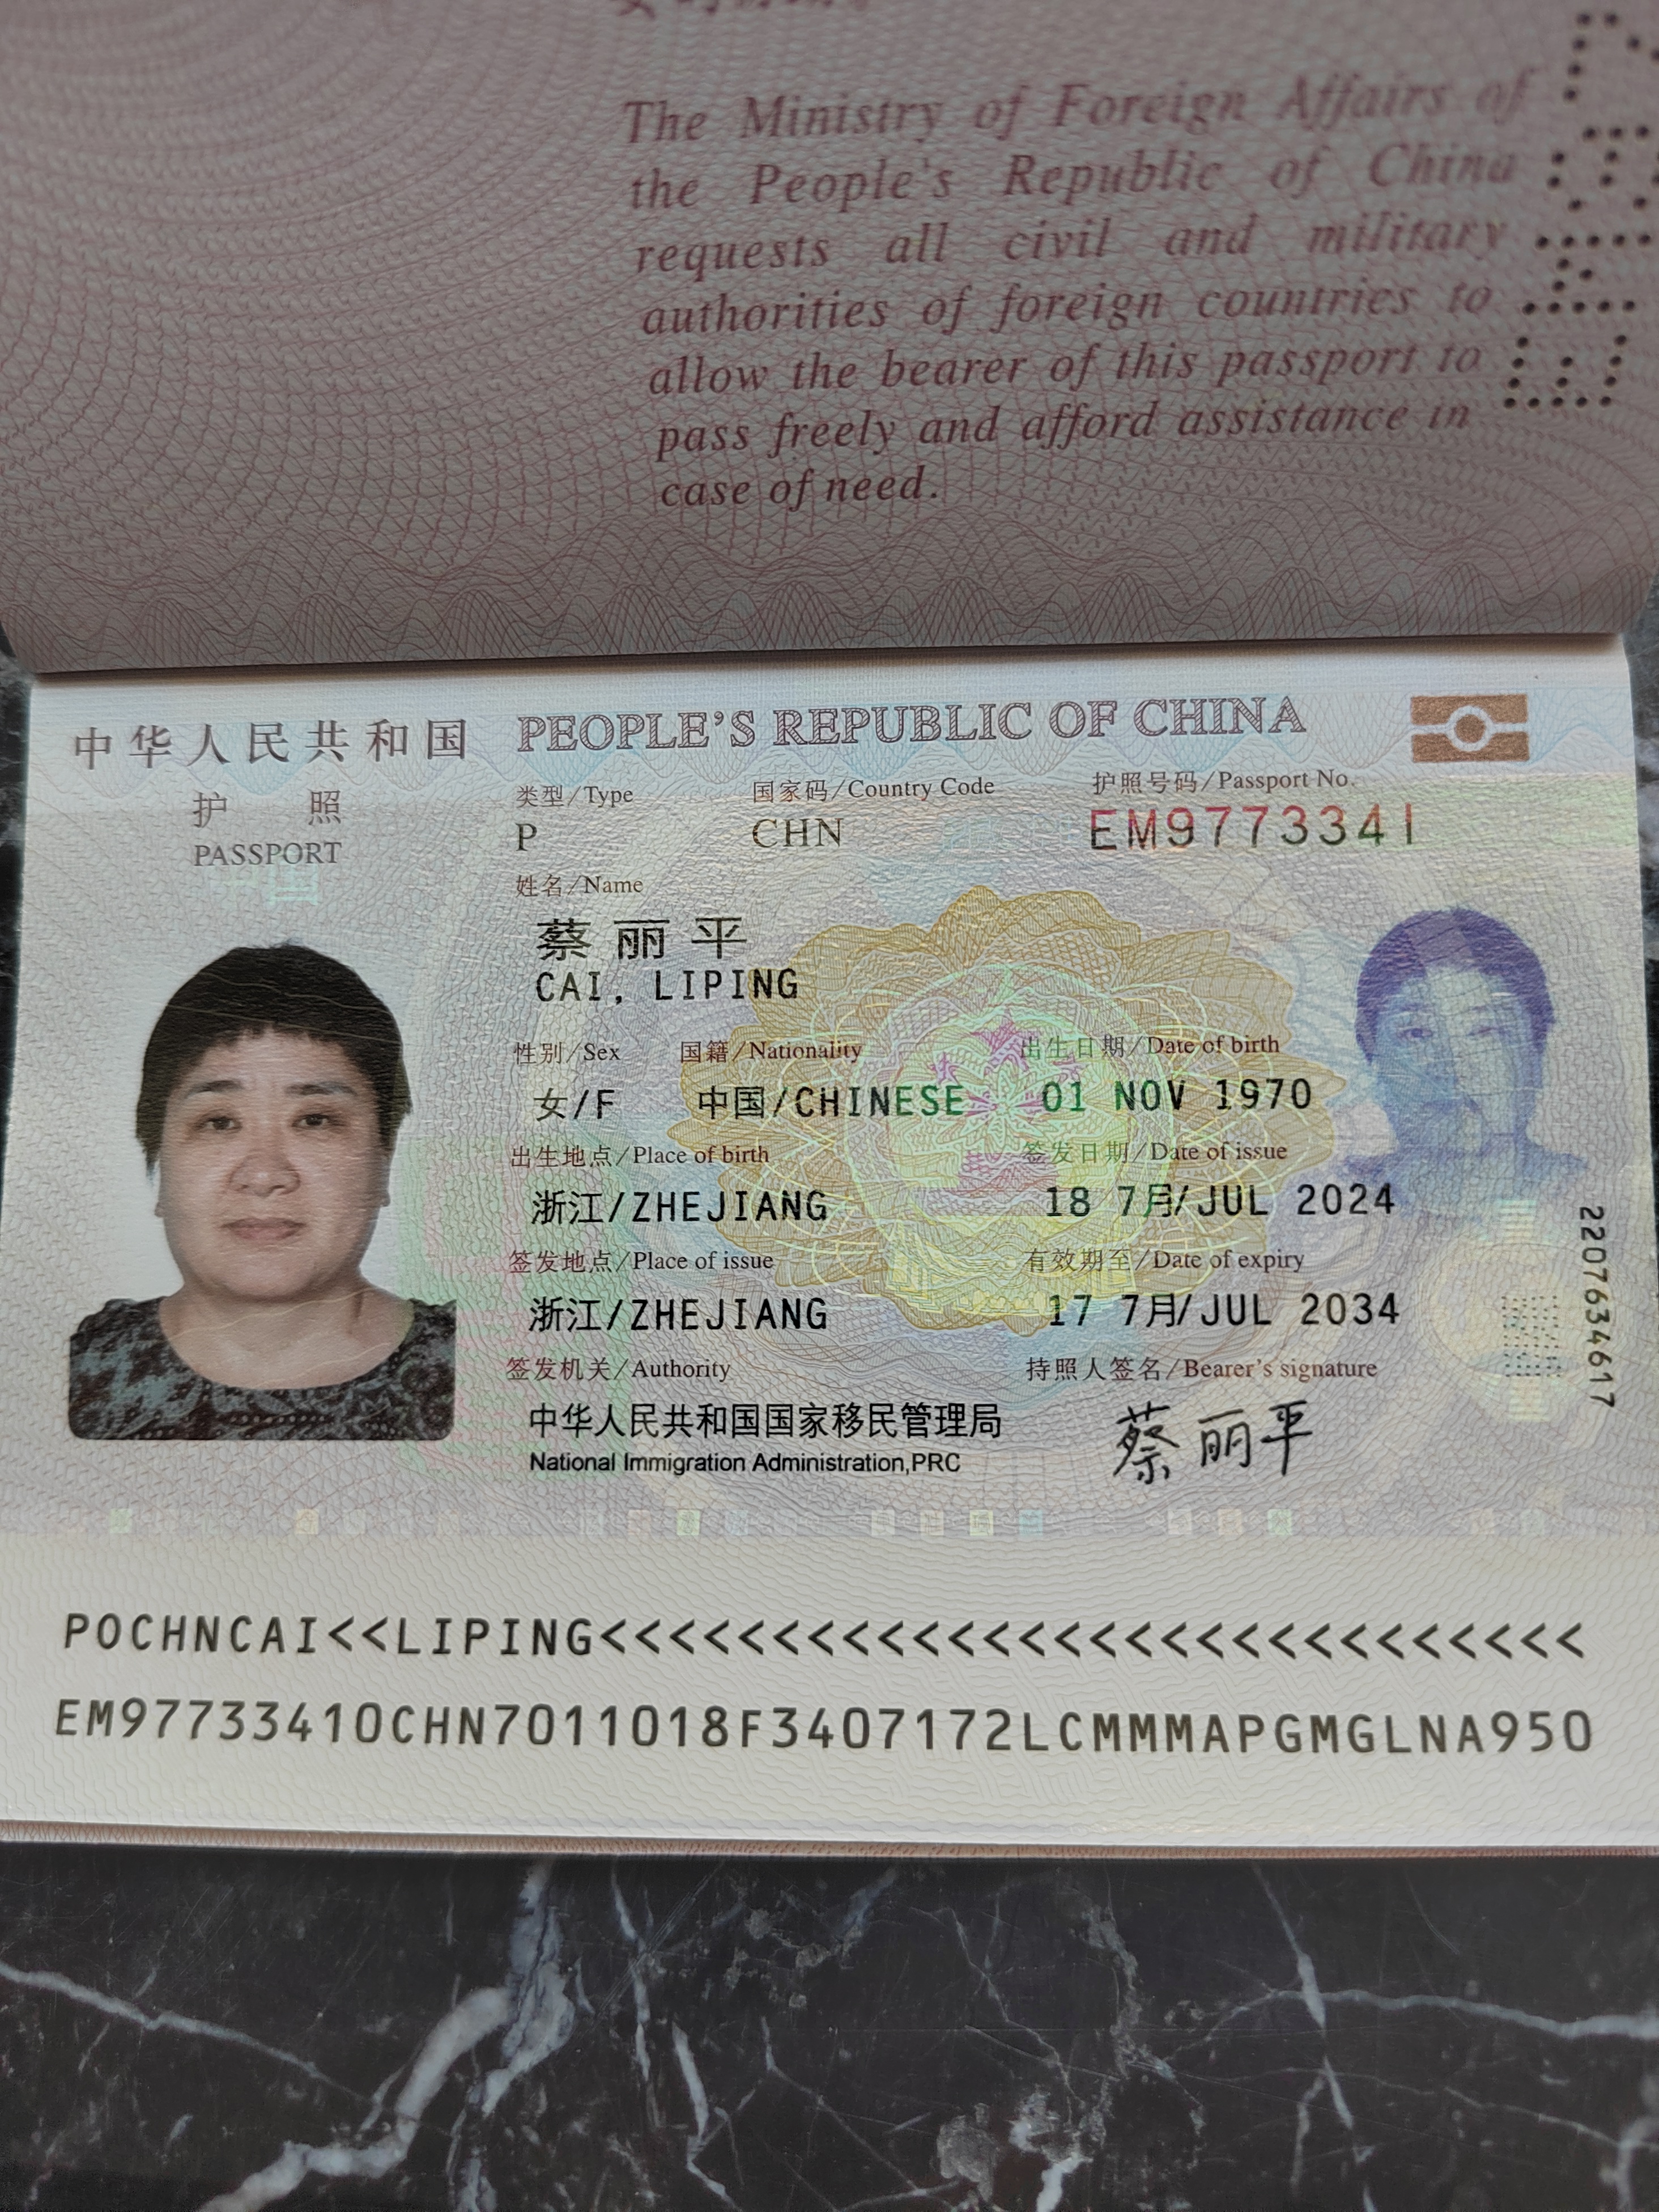 The Ministry of Foreign Affairs of
the People's Republic of China
requests all civil and military
authorities of foreign countries to
allow the bearer of this passport to
pass freely and afford assistance in
case of need.
中华人民共和国 PEOPLE'S REPUBLIC OF CHINA
护照
PASSPORT
类型/Type 国家码/Country Code 护照号码/Passport No.
P CHN EM9773341
姓名/Name
蔡丽平
CAI, LIPING
性别/Sex 国籍/Nationality 出生日期/Date of birth
女/F 中国/CHINESE 01 NOV 1970
出生地点/Place of birth 签发日期/Date of issue
浙江/ZHEJIANG 18 7月/JUL 2024
签发地点/Place of issue 有效期至/Date of expiry
浙江/ZHEJIANG 17 7月/JUL 2034
签发机关/Authority 持照人签名/Bearer's signature
中华人民共和国国家移民管理局 蔡丽平
National Immigration Administration,PRC
2207634617
POCHNCAI<<LIPING<<<<<<<<<<<<<<<<<<<<<<<<<<<<
EM97733410CHN7011018F3407172LCMMMAPGMGLNA950